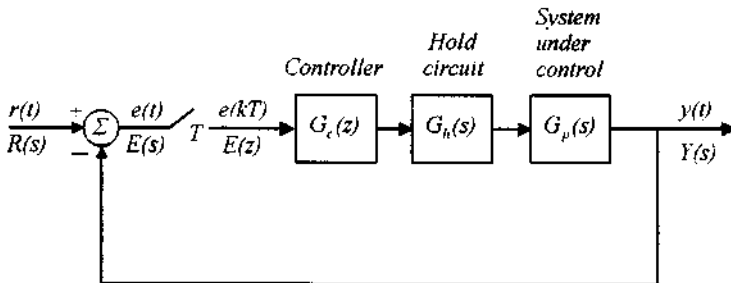 System
under
control
Hold
circuit
Controller
r(t)
R(s)
+
−
Σ
e(t)
E(s)
T
e(kT)
E(z)
G_c(z)
G_h(s)
G_p(s)
y(t)
Y(s)